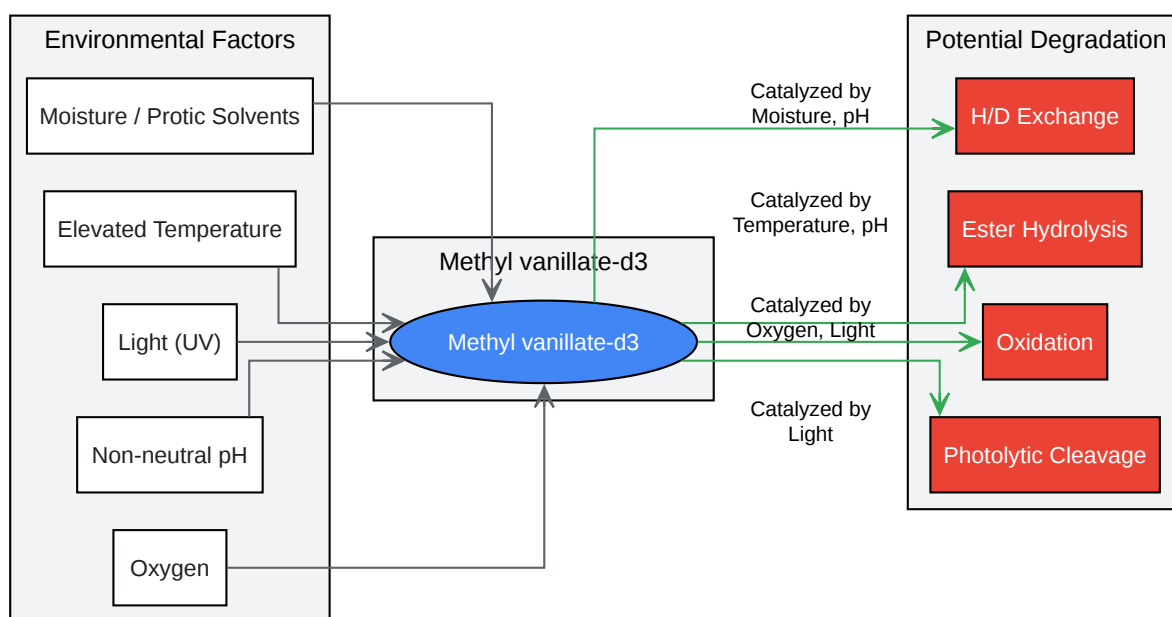 Environmental Factors
Moisture / Protic Solvents
Elevated Temperature
Light (UV)
Non-neutral pH
Oxygen
Methyl vanillate-d3
Methyl vanillate-d3
Catalyzed by
Moisture, pH
Catalyzed by
Temperature, pH
Catalyzed by
Oxygen, Light
Catalyzed by
Light
Potential Degradation
H/D Exchange
Ester Hydrolysis
Oxidation
Photolytic Cleavage